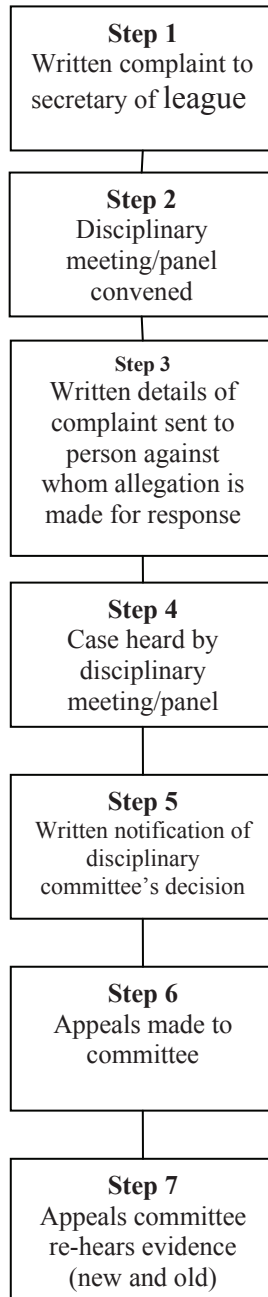 Step 1
Written complaint to
secretary of league
Step 2
Disciplinary
meeting/panel
convened
Step 3
Written details of
complaint sent to
person against
whom allegation is
made for response
Step 4
Case heard by
disciplinary
meeting/panel
Step 5
Written notification of
disciplinary
committee's decision
Step 6
Appeals made to
committee
Step 7
Appeals committee
re-hears evidence
(new and old)